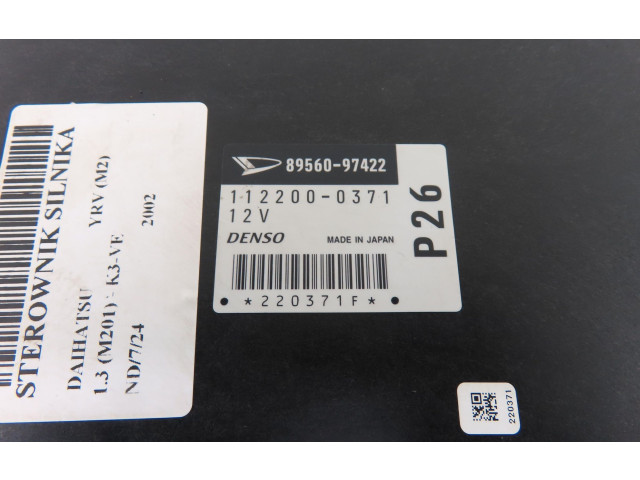 STEROWNIK SILNIKA
DAIHATSU YRV (M2)
1.3 (M201) - K3-VE 2002
ND/7/24
89560-97422
112200-0371
12V
DENSO MADE IN JAPAN
P26
*220371F*
220371